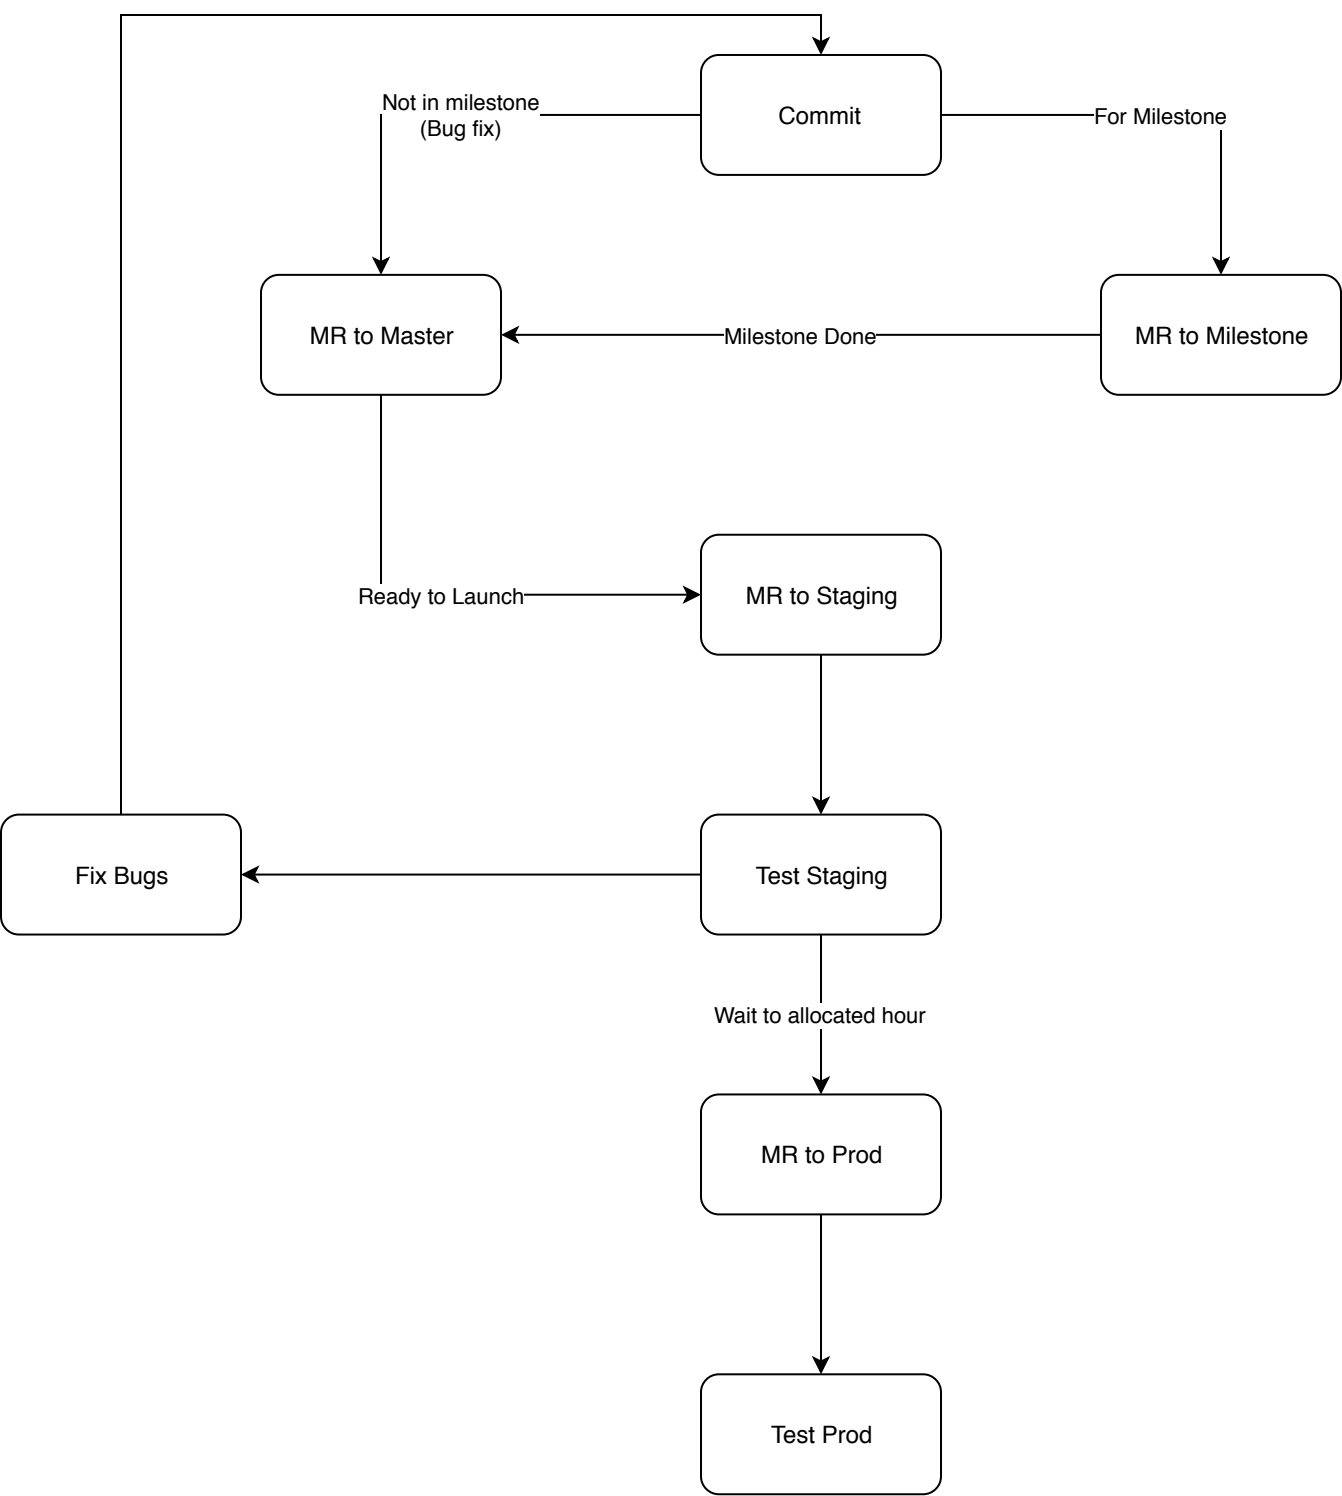 Commit
Not in milestone
(Bug fix)
For Milestone
MR to Master
Milestone Done
MR to Milestone
Ready to Launch
MR to Staging
Fix Bugs
Test Staging
Wait to allocated hour
MR to Prod
Test Prod